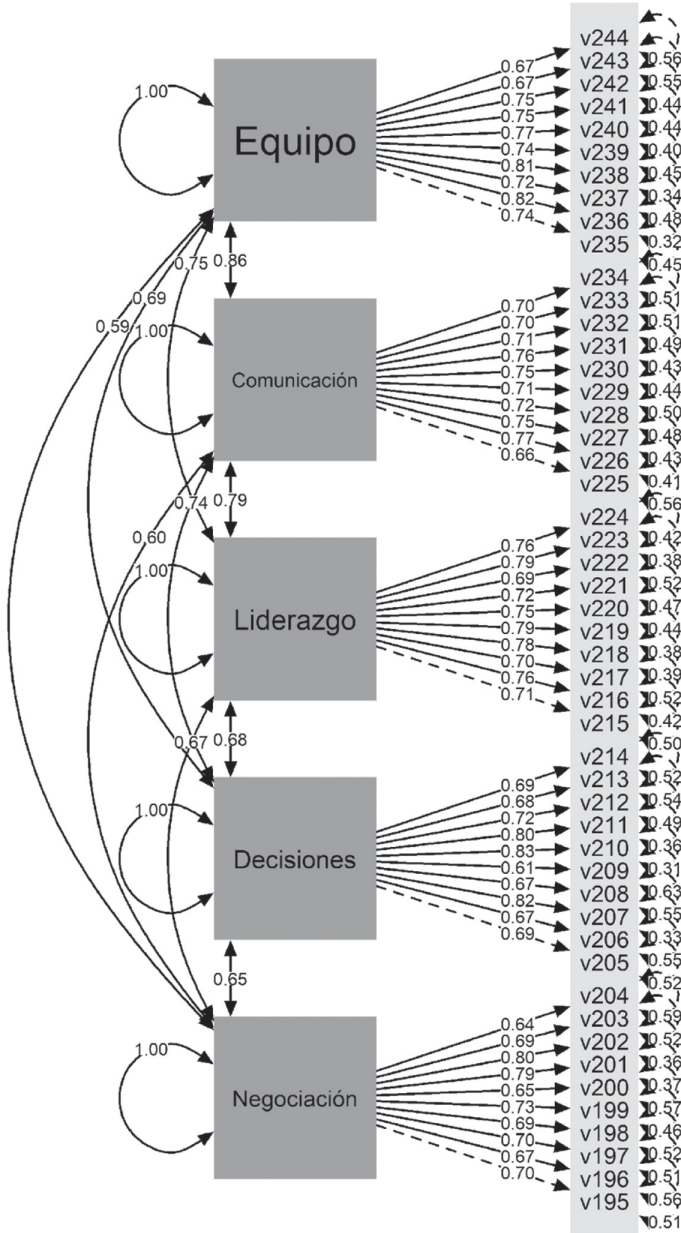 v244
0.67
1.00
v243
0.56
0.67
v242
0.55
0.75
v241
0.44
0.75
Equipo
v240
0.44
0.77
v239
0.40
0.74
v238
0.45
0.81
v237
0.34
0.72
v236
0.48
0.82
v235
0.32
0.74
0.45
0.75
0.86
0.69
0.59
v234
0.70
1.00
v233
0.51
0.70
v232
0.51
0.71
v231
0.49
0.76
Comunicación
v230
0.43
0.75
v229
0.44
0.71
v228
0.50
0.72
v227
0.48
0.75
v226
0.43
0.77
v225
0.41
0.66
0.56
0.74
0.79
0.60
v224
0.76
1.00
v223
0.42
0.79
v222
0.38
0.69
v221
0.52
0.72
Liderazgo
v220
0.47
0.75
v219
0.44
0.79
v218
0.38
0.78
v217
0.39
0.70
v216
0.52
0.76
v215
0.42
0.71
0.50
0.67
0.68
v214
0.69
1.00
v213
0.52
0.68
v212
0.54
0.72
v211
0.49
0.80
Decisiones
v210
0.36
0.83
v209
0.31
0.61
v208
0.63
0.67
v207
0.55
0.82
v206
0.33
0.67
v205
0.55
0.69
0.52
0.65
v204
0.64
1.00
v203
0.59
0.69
v202
0.52
0.80
v201
0.36
0.79
Negociación
v200
0.37
0.65
v199
0.57
0.73
v198
0.46
0.69
v197
0.52
0.70
v196
0.51
0.67
v195
0.56
0.70
0.51